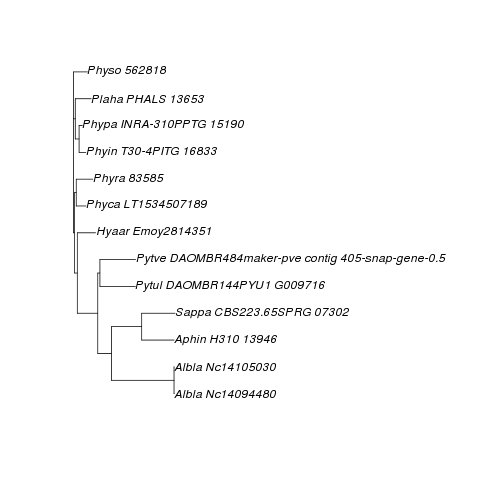 Physo 562818
Plaha PHALS 13653
Phypa INRA-310PPTG 15190
Phyin T30-4PITG 16833
Phyra 83585
Phyca LT1534507189
Hyaar Emoy2814351
Pytve DAOMBR484maker-pve contig 405-snap-gene-0.5
Pytul DAOMBR144PYU1 G009716
Sappa CBS223.65SPRG 07302
Aphin H310 13946
Albla Nc14105030
Albla Nc14094480